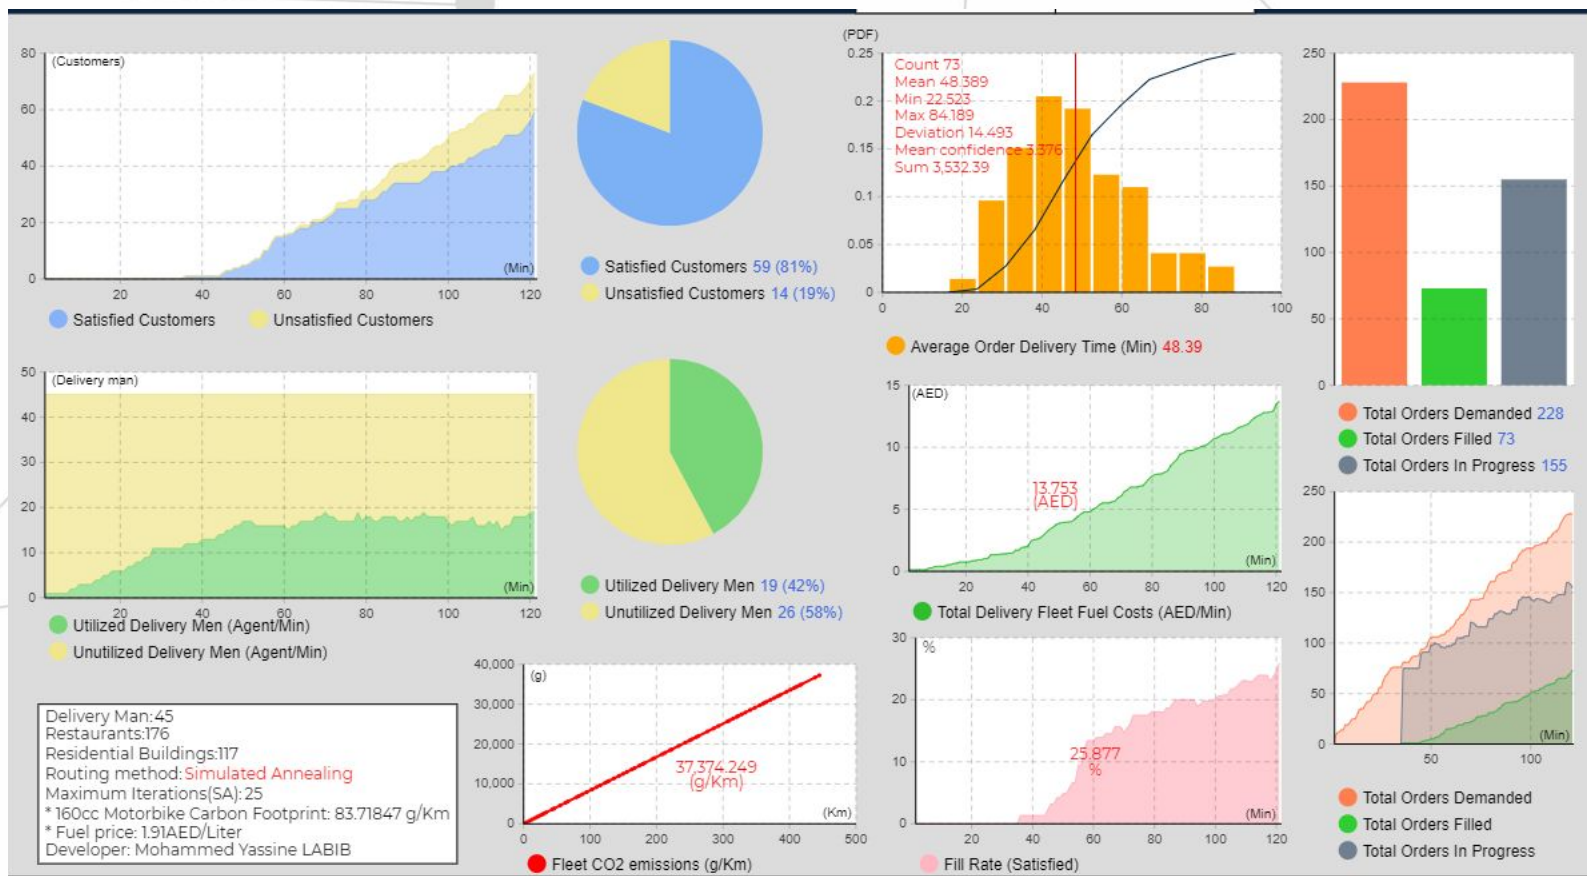 (Customers)
80
60
40
20
0
(Min)
20 40 60 80 100 120
Satisfied Customers Unsatisfied Customers
Satisfied Customers 59 (81%)
Unsatisfied Customers 14 (19%)
(PDF)
0.25
0.2
0.15
0.1
0.05
0
Count 73
Mean 48.389
Min 22.523
Max 84.189
Deviation 14.493
Mean confidence 3.376
Sum 3,532.39
0 20 40 60 80 100
Average Order Delivery Time (Min) 48.39
250
200
150
100
50
0
Total Orders Demanded 228
Total Orders Filled 73
Total Orders In Progress 155
(Delivery man)
50
40
30
20
10
0
(Min)
20 40 60 80 100 120
Utilized Delivery Men (Agent/Min)
Unutilized Delivery Men (Agent/Min)
Utilized Delivery Men 19 (42%)
Unutilized Delivery Men 26 (58%)
(AED)
15
10
5
0
13.753
(AED)
(Min)
20 40 60 80 100 120
Total Delivery Fleet Fuel Costs (AED/Min)
250
200
150
100
50
0
(Min)
50 100
Total Orders Demanded
Total Orders Filled
Total Orders In Progress
Delivery Man:45
Restaurants:176
Residential Buildings:117
Routing method:Simulated Annealing
Maximum Iterations(SA):25
* 160cc Motorbike Carbon Footprint: 83.71847 g/Km
* Fuel price: 1.91AED/Liter
Developer: Mohammed Yassine LABIB
(g)
40,000
30,000
20,000
10,000
0
37,374.249
(g/Km)
(Km)
0 100 200 300 400 500
Fleet CO2 emissions (g/Km)
%
30
20
10
0
25.877
%
(Min)
20 40 60 80 100 120
Fill Rate (Satisfied)